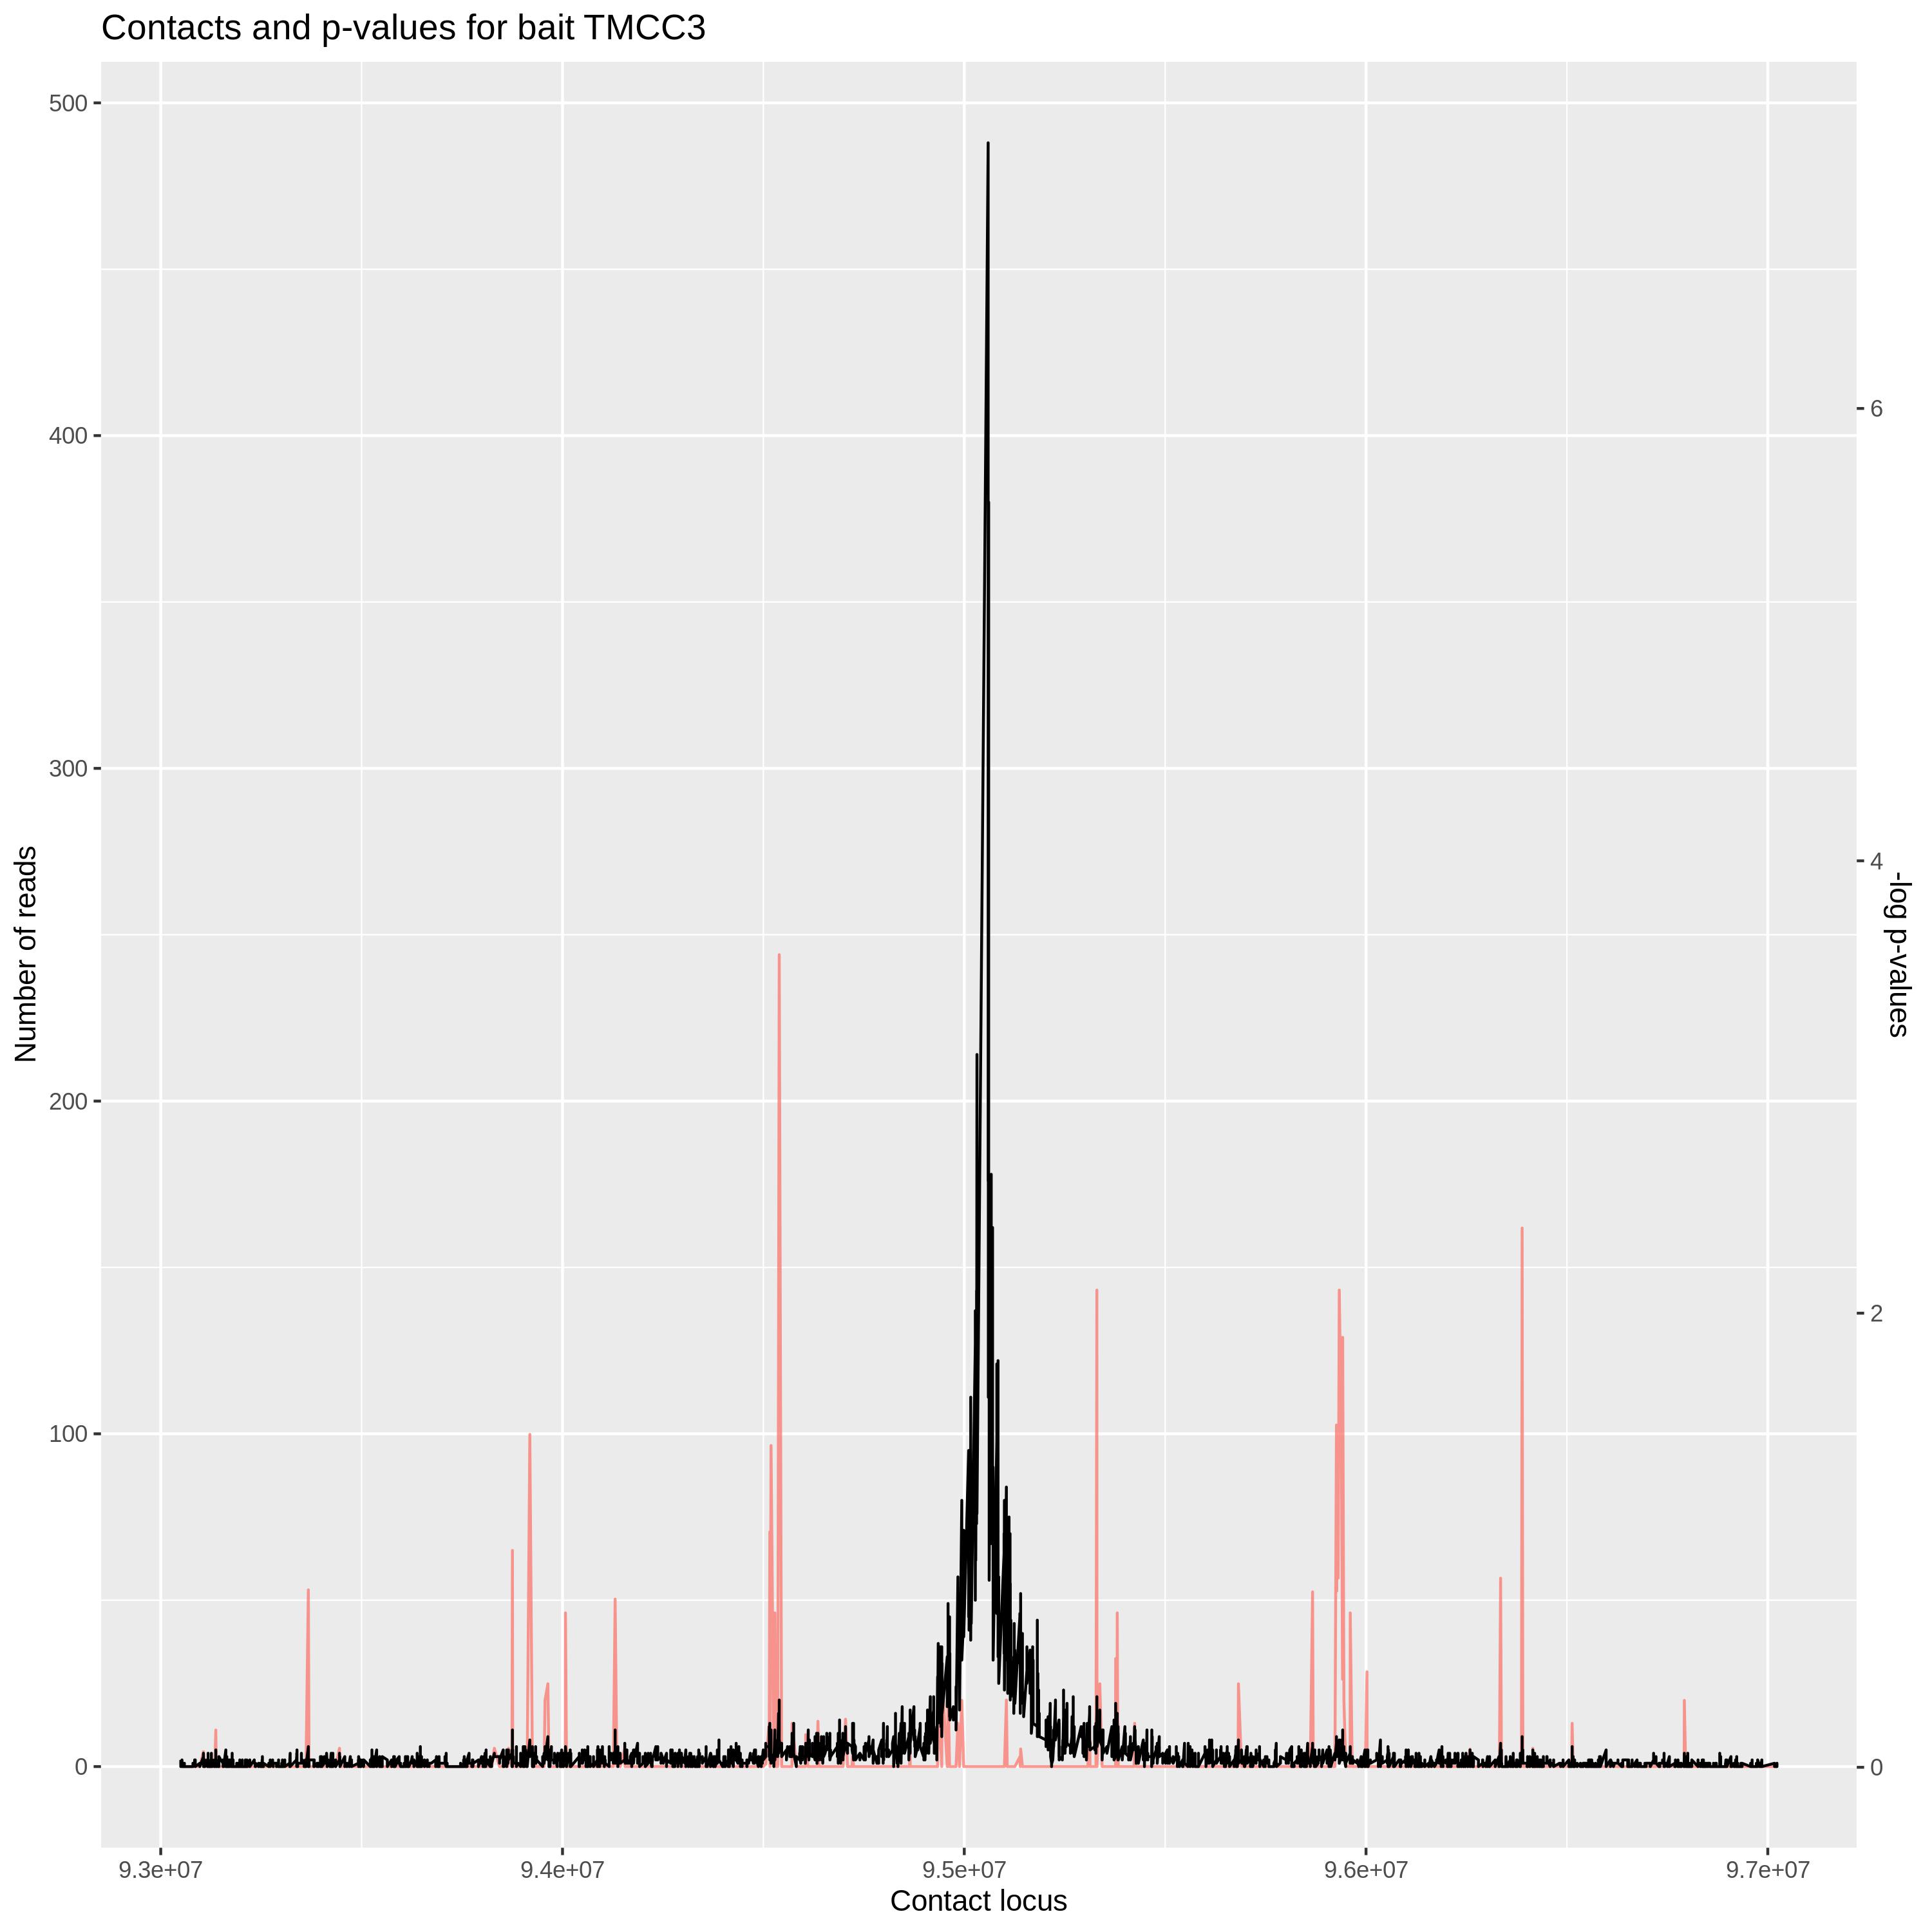 Contacts and p-values for bait TMCC3
500
400
300
200
100
0
Number of reads
6
4
2
0
-log p-values
9.3e+07 9.4e+07 9.5e+07 9.6e+07 9.7e+07
Contact locus